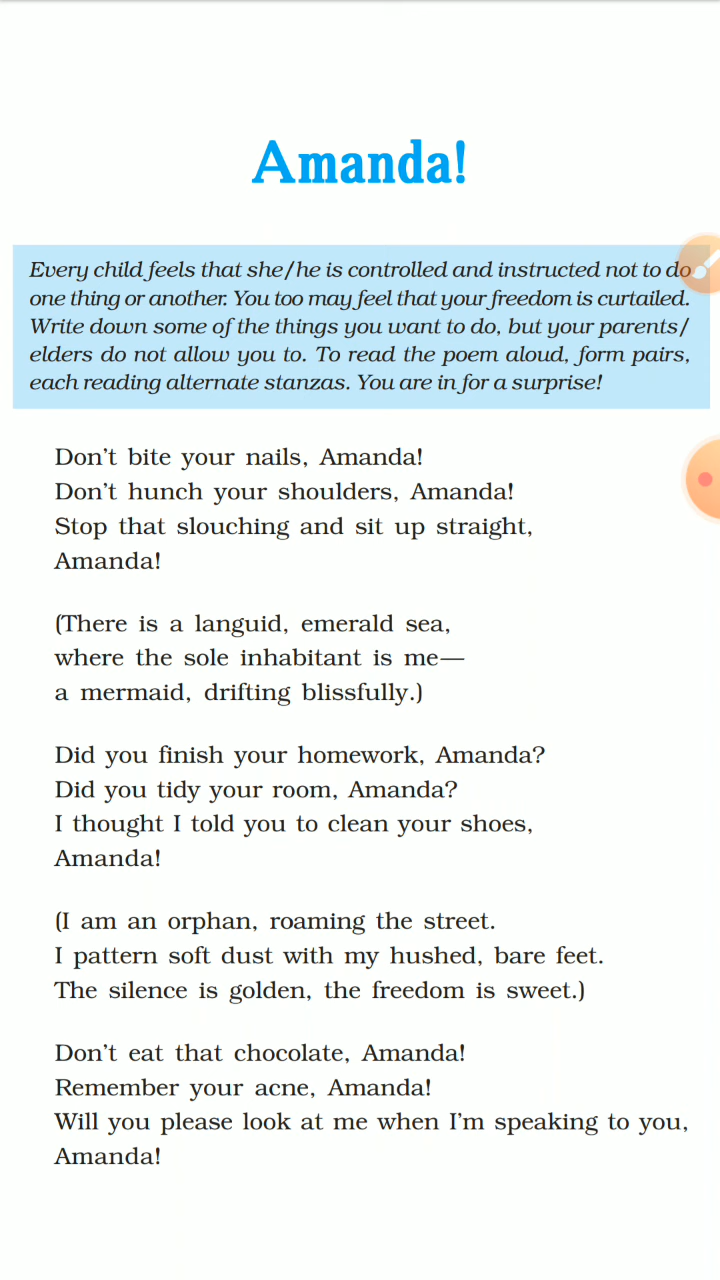 Amanda!
Every child feels that she/he is controlled and instructed not to do
one thing or another. You too may feel that your freedom is curtailed.
Write down some of the things you want to do, but your parents/
elders do not allow you to. To read the poem aloud, form pairs,
each reading alternate stanzas. You are in for a surprise!
Don't bite your nails, Amanda!
Don't hunch your shoulders, Amanda!
Stop that slouching and sit up straight,
Amanda!
(There is a languid, emerald sea,
where the sole inhabitant is me—
a mermaid, drifting blissfully.)
Did you finish your homework, Amanda?
Did you tidy your room, Amanda?
I thought I told you to clean your shoes,
Amanda!
(I am an orphan, roaming the street.
I pattern soft dust with my hushed, bare feet.
The silence is golden, the freedom is sweet.)
Don't eat that chocolate, Amanda!
Remember your acne, Amanda!
Will you please look at me when I'm speaking to you,
Amanda!